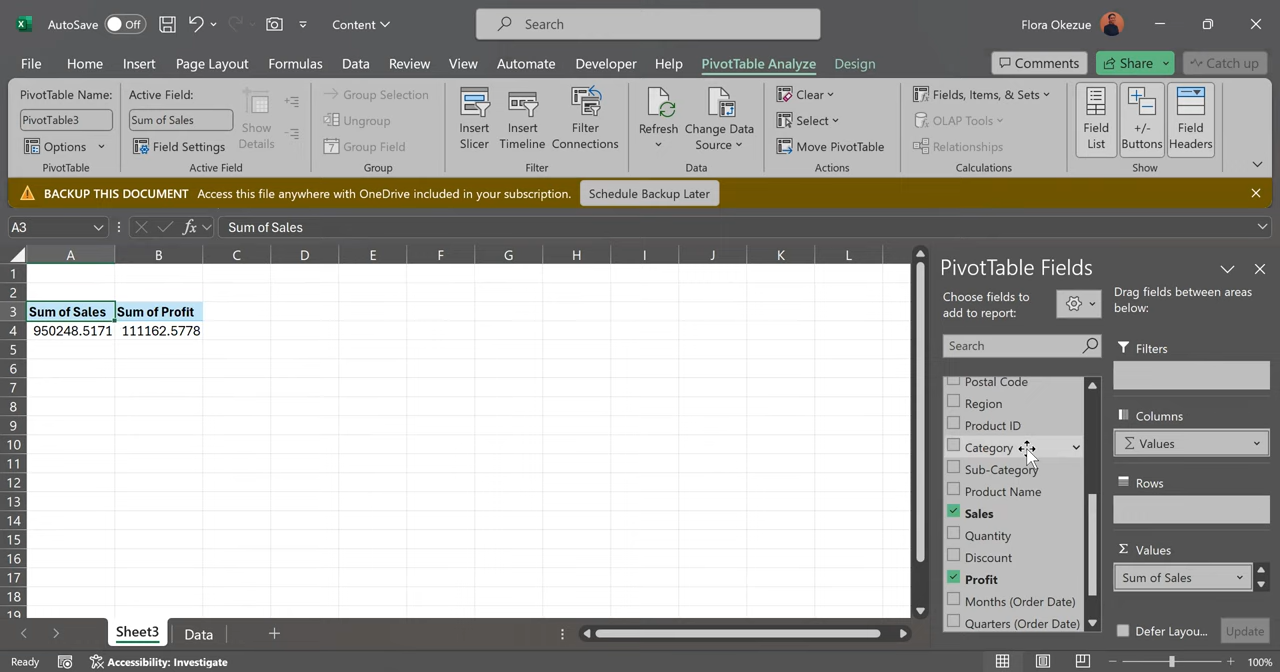 AutoSave Off Content Search Flora Okezue
File Home Insert Page Layout Formulas Data Review View Automate Developer Help PivotTable Analyze Design Comments Share Catch up
PivotTable Name:
PivotTable3
Options
PivotTable
Active Field:
Sum of Sales
Field Settings
Show
Details
Active Field
Group Selection
Ungroup
7 Group Field
Group
Insert
Slicer
Insert
Timeline
Filter
Connections
Filter
Refresh
Change Data
Source
Data
Clear
Select
Move PivotTable
Actions
Fields, Items, & Sets
OLAP Tools
Relationships
Calculations
Field
List
+/-
Buttons
Field
Headers
Show
BACKUP THIS DOCUMENT Access this file anywhere with OneDrive included in your subscription. Schedule Backup Later
A3 fx Sum of Sales
A B C D E F G H I J K L
1
2
3 Sum of Sales Sum of Profit
4 950248.5171 111162.5778
5
6
7
8
9
10
11
12
13
14
15
16
17
18
19
PivotTable Fields
Choose fields to
add to report:
Search
Postal Code
Region
Product ID
Category
Sub-Category
Product Name
Sales
Quantity
Discount
Profit
Months (Order Date)
Quarters (Order Date)
Drag fields between areas
below:
Filters
Columns
Σ Values
Rows
Σ Values
Sum of Sales
Defer Layou... Update
Sheet3 Data
Ready Accessibility: Investigate 100%